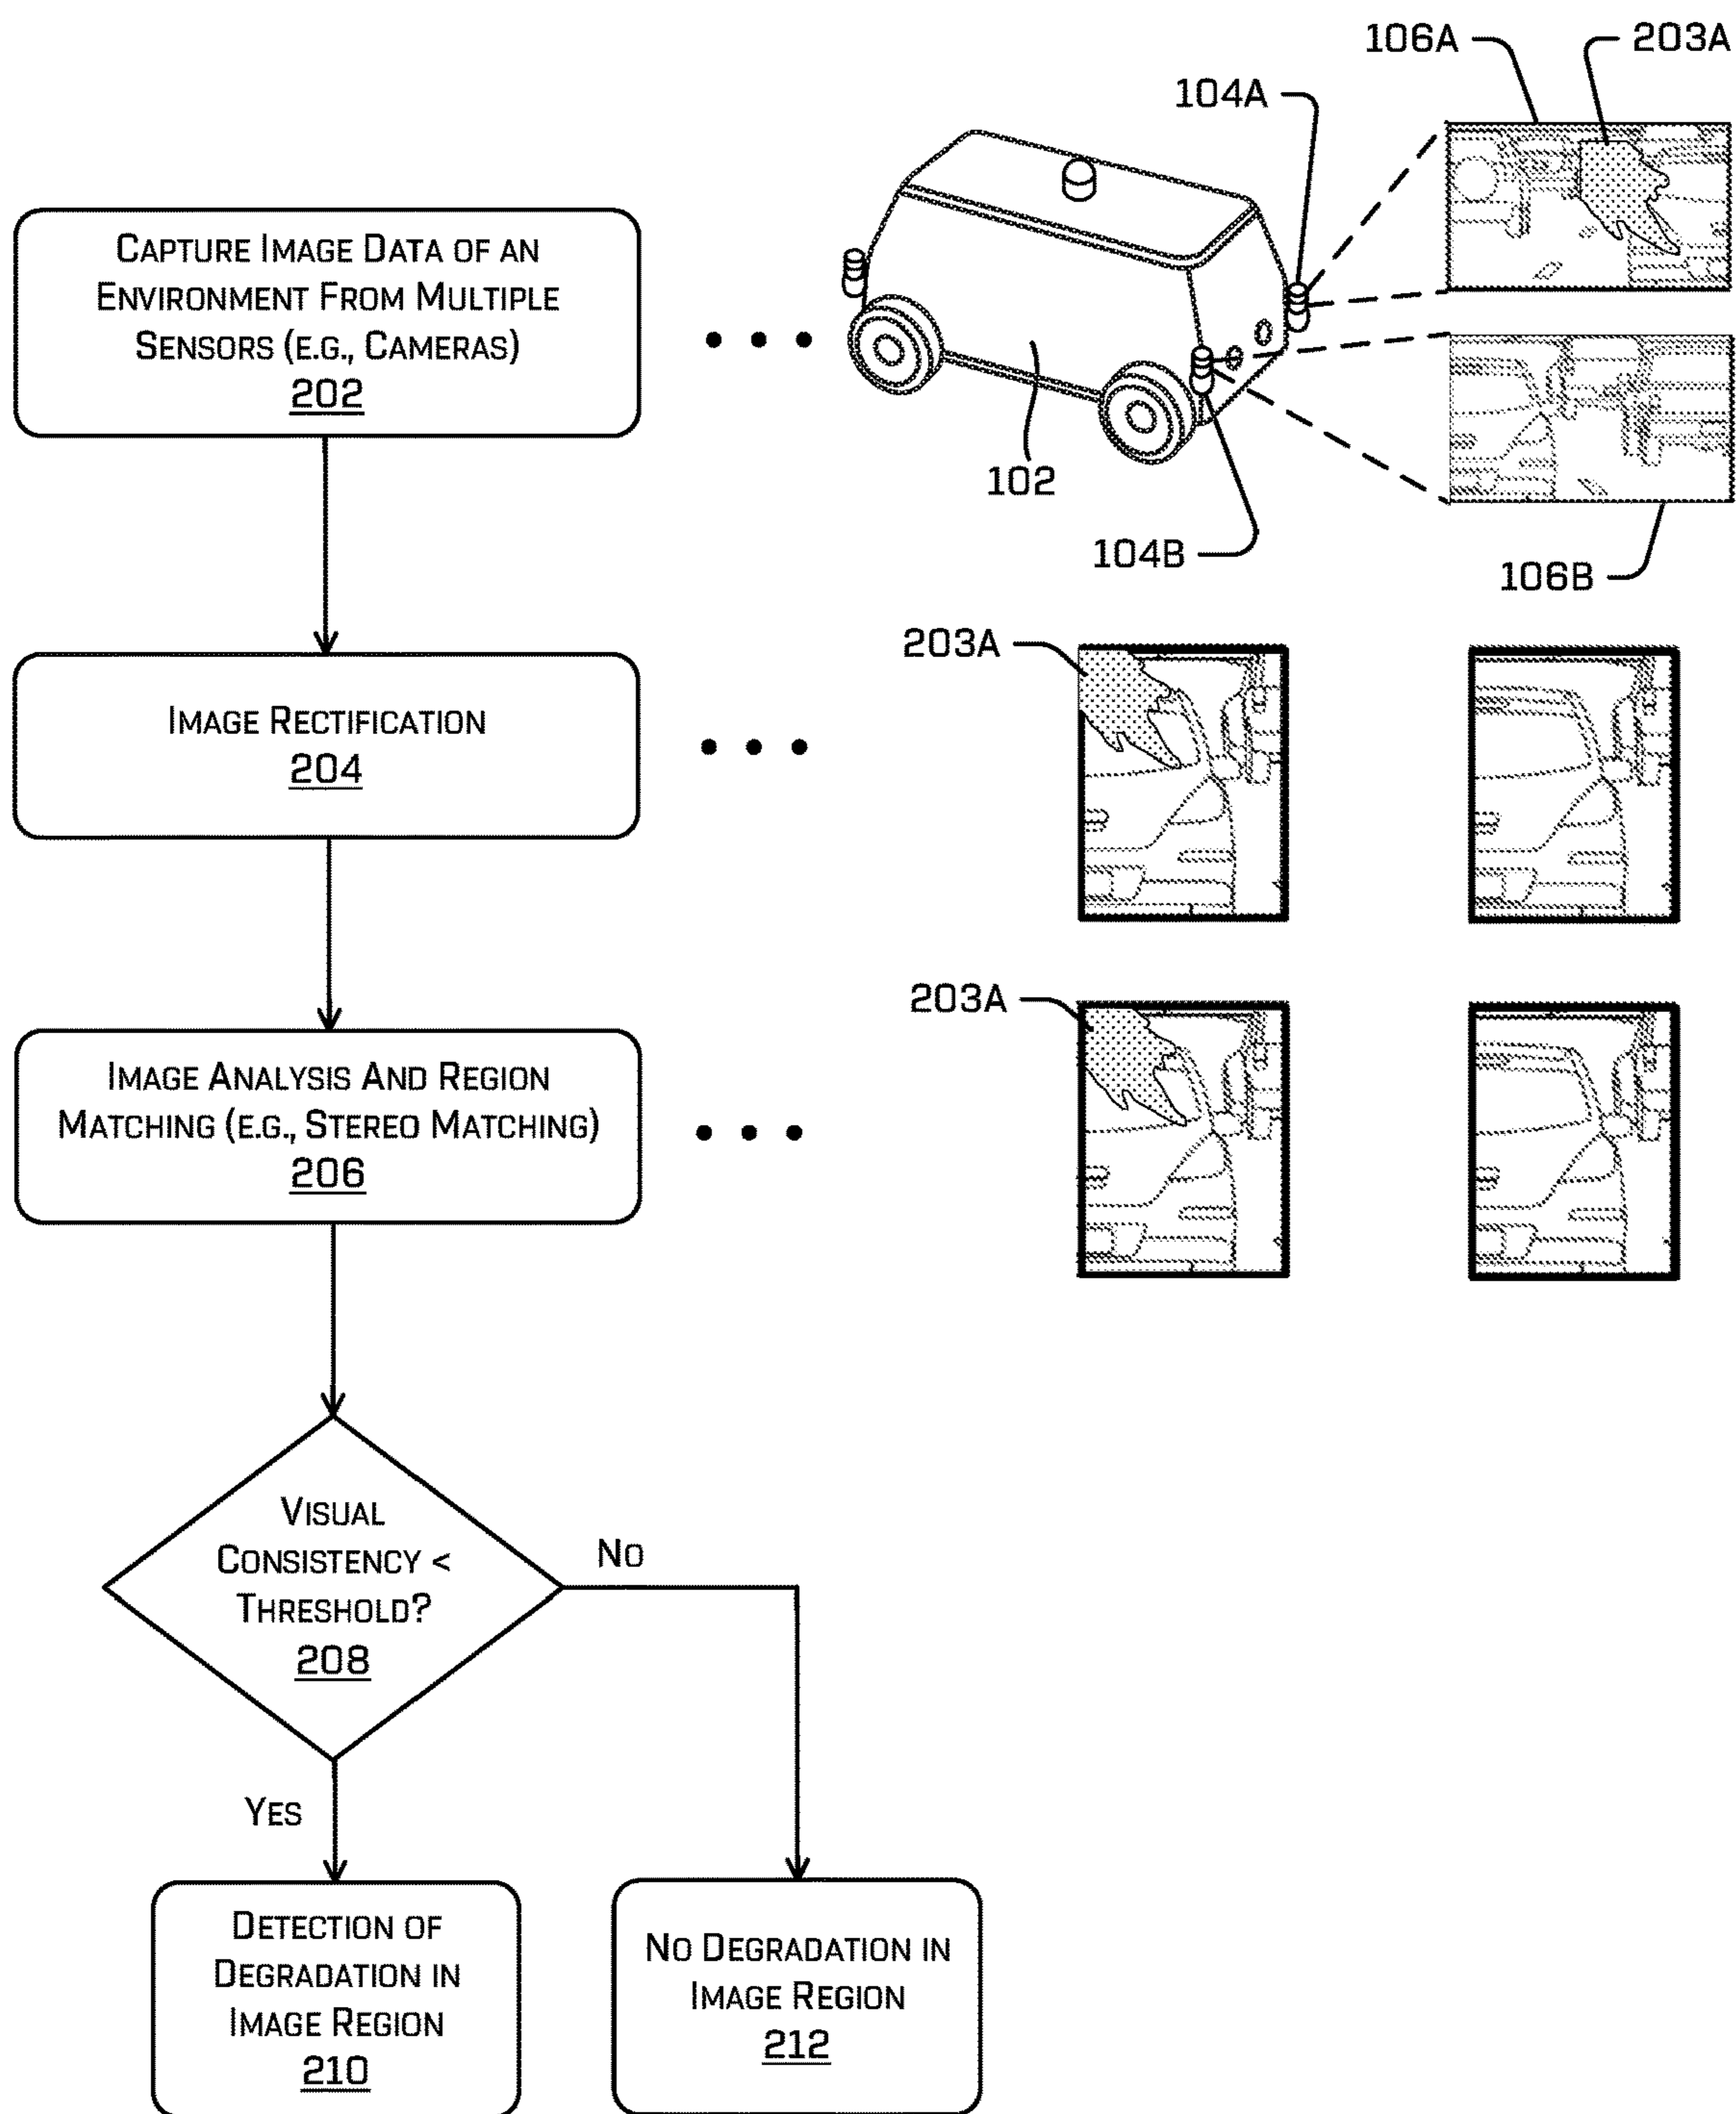 106A
203A
104A
CAPTURE IMAGE DATA OF AN
ENVIRONMENT FROM MULTIPLE
SENSORS (E.G., CAMERAS)
202
102
104B
106B
203A
IMAGE RECTIFICATION
204
203A
IMAGE ANALYSIS AND REGION
MATCHING (E.G., STEREO MATCHING)
206
VISUAL
CONSISTENCY <
THRESHOLD?
208
NO
YES
DETECTION OF
DEGRADATION IN
IMAGE REGION
210
NO DEGRADATION IN
IMAGE REGION
212